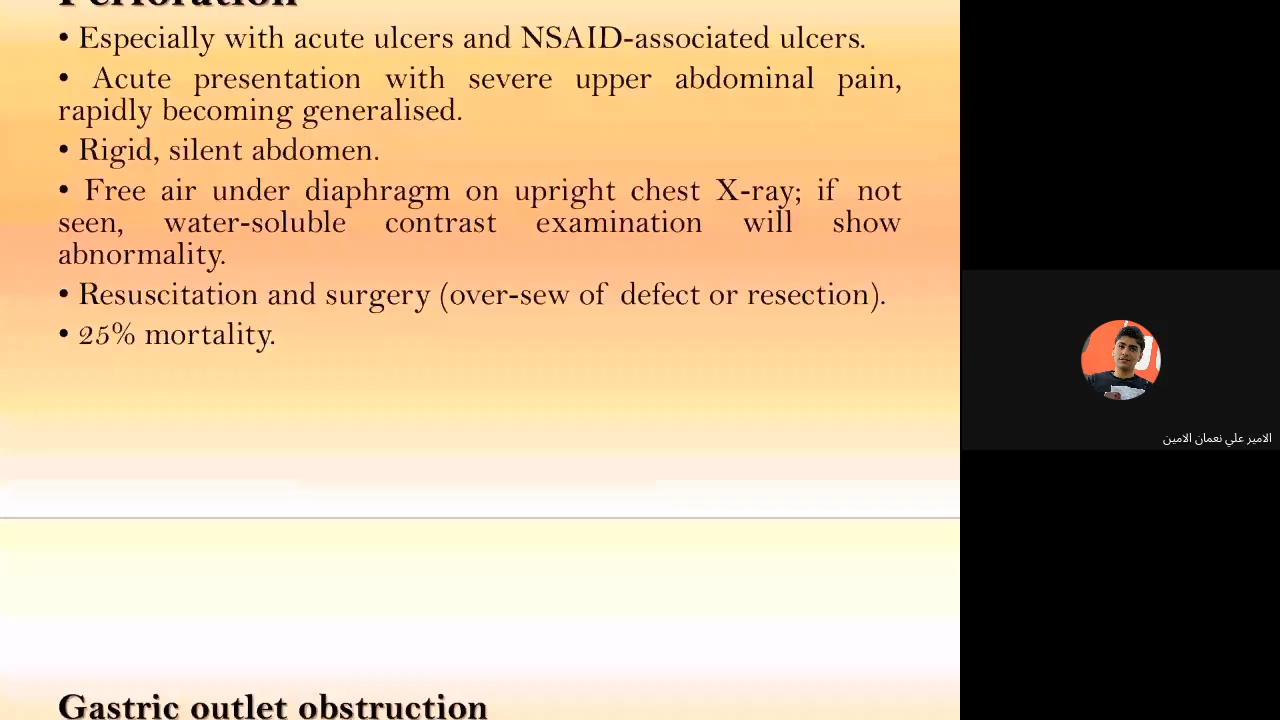 Perforation
• Especially with acute ulcers and NSAID-associated ulcers.
• Acute presentation with severe upper abdominal pain,
rapidly becoming generalised.
• Rigid, silent abdomen.
• Free air under diaphragm on upright chest X-ray; if not
seen, water-soluble contrast examination will show
abnormality.
• Resuscitation and surgery (over-sew of defect or resection).
• 25% mortality.
الامير علي نعمان الامين
Gastric outlet obstruction